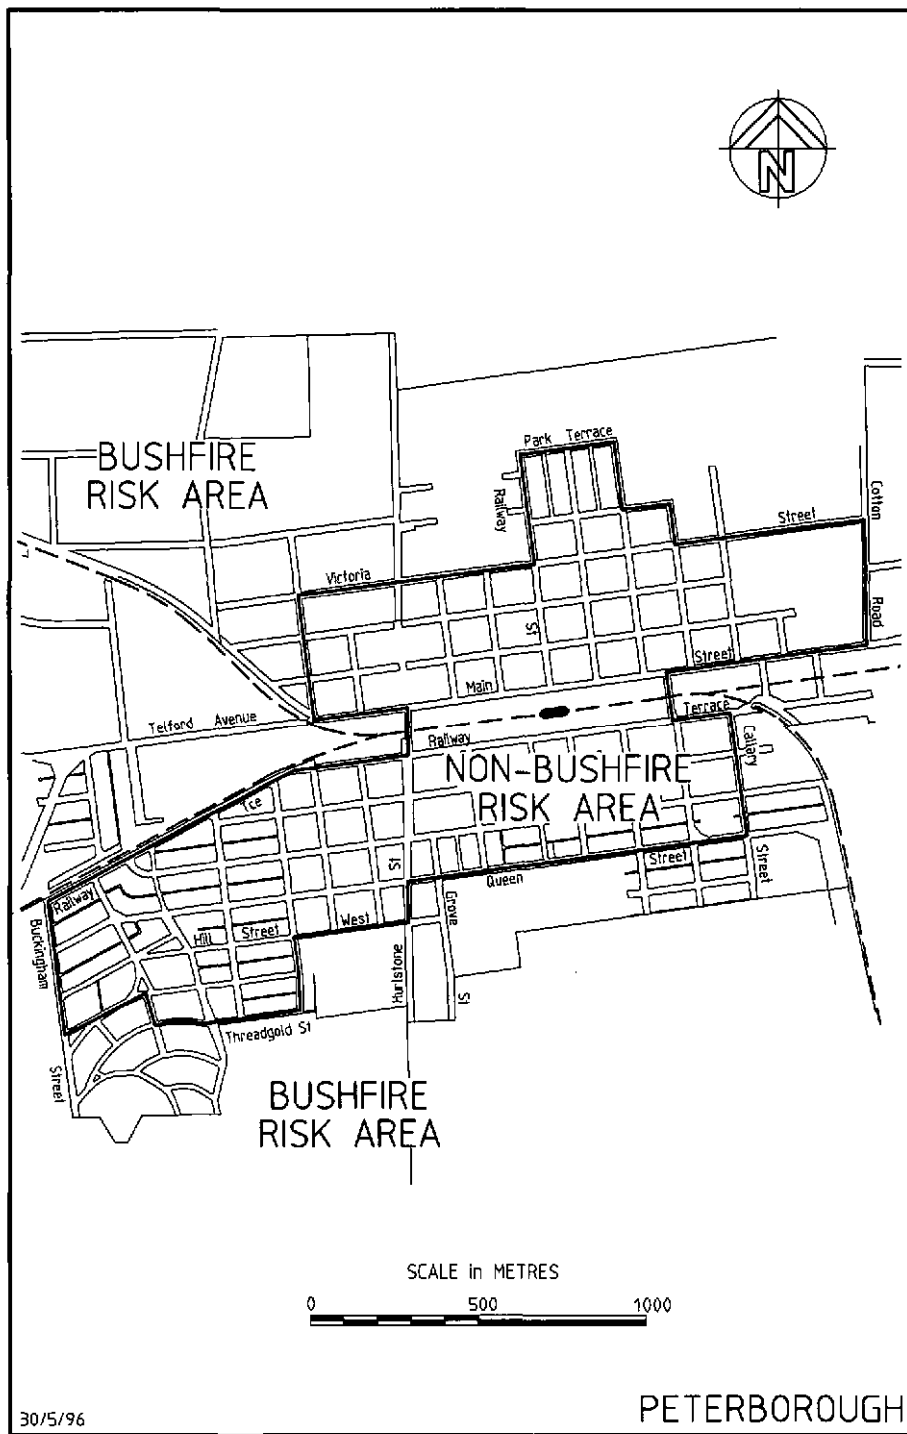 N
BUSHFIRE
RISK AREA
Park Terrace
Railway
St
Cotton
Road
Victoria
Street
Main
Street
Telford Avenue
Railway
Terrace
Callary
Street
NON-BUSHFIRE
RISK AREA
Tce
Railway
St
Queen
Street
Grove
St
West
Hill Street
Buckingham
Street
Hurlstone
Threadgold St
BUSHFIRE
RISK AREA
SCALE in METRES
0 500 1000
30/5/96
PETERBOROUGH